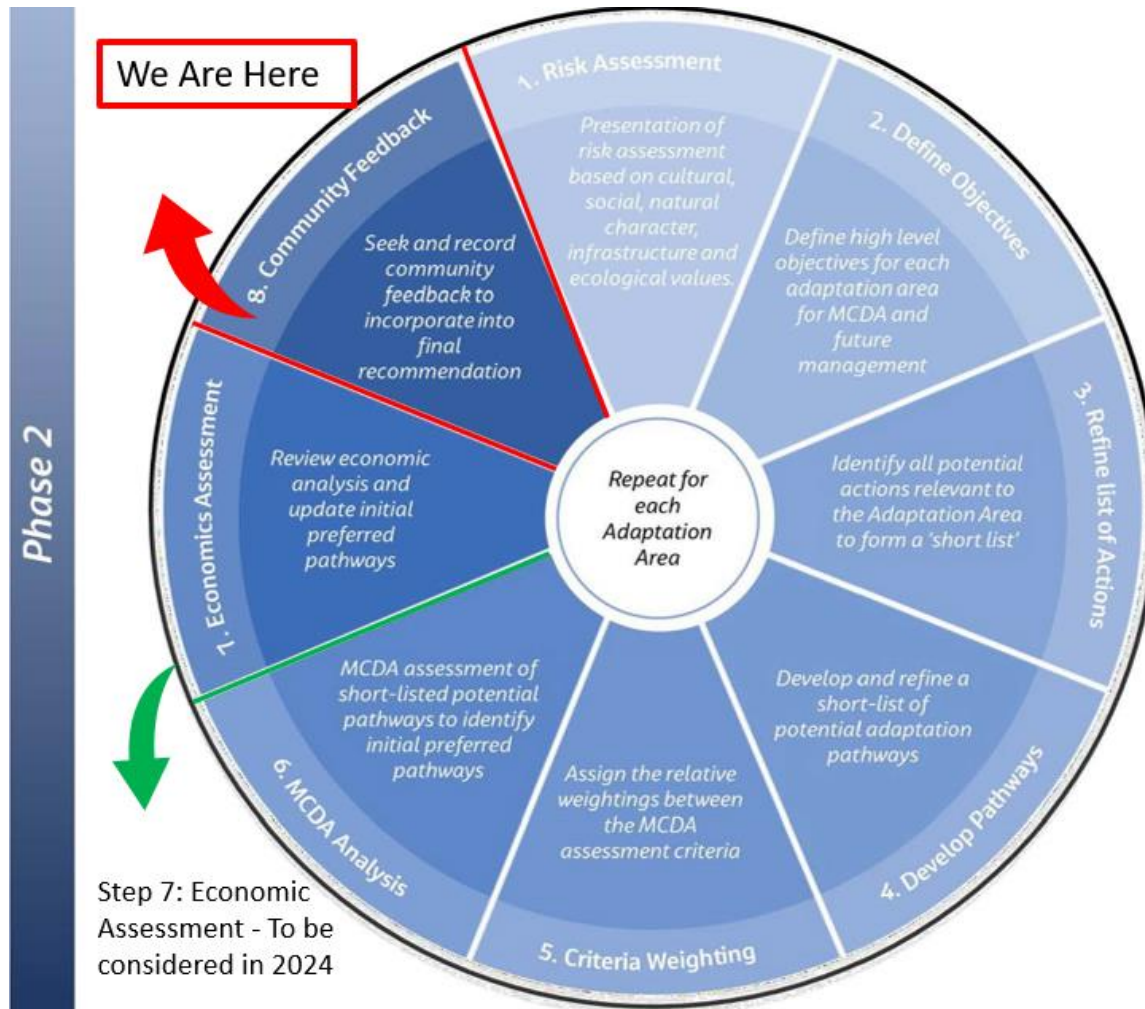 Phase 2
We Are Here
1. Risk Assessment
Presentation of
risk assessment
based on cultural,
social, natural
character,
infrastructure and
ecological values.
2. Define Objectives
Define high level
objectives for each
adaptation area
for MCDA and
future
management
3. Refine list of Actions
Identify all potential
actions relevant to
the Adaptation Area
to form a 'short list'
4. Develop Pathways
Develop and refine a
short-list of
potential adaptation
pathways
5. Criteria Weighting
Assign the relative
weightings between
the MCDA
assessment criteria
6. MCDA Analysis
MCDA assessment of
short-listed potential
pathways to identify
initial preferred
pathways
7. Economics Assessment
Review economic
analysis and
update initial
preferred
pathways
8. Community Feedback
Seek and record
community
feedback to
incorporate into
final
recommendation
Repeat for
each
Adaptation
Area
Step 7: Economic
Assessment - To be
considered in 2024